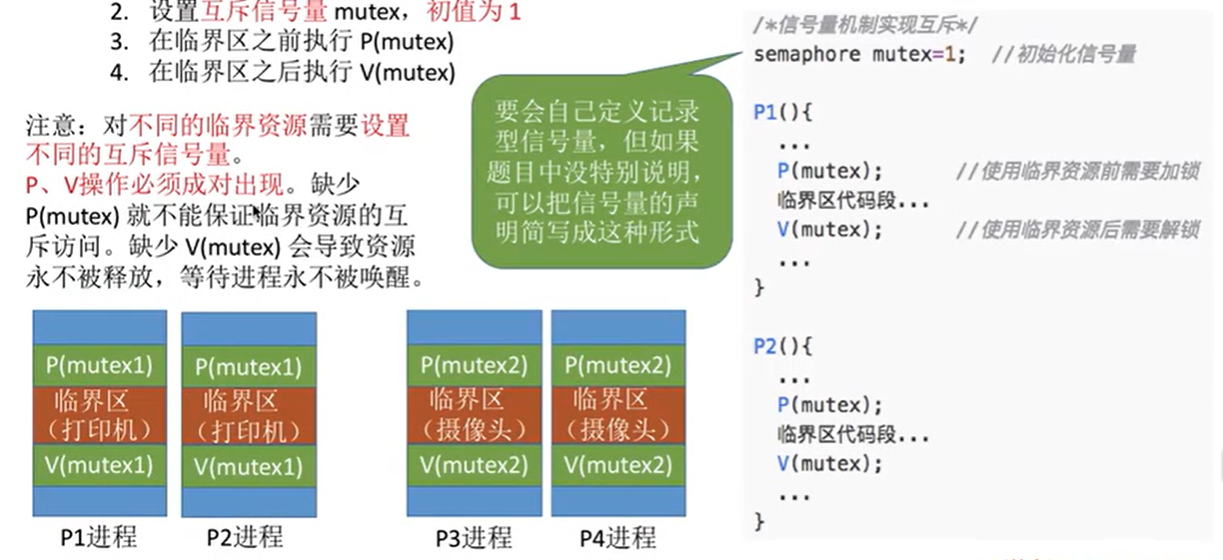 2. 设置互斥信号量 mutex，初值为 1
3. 在临界区之前执行 P(mutex)
4. 在临界区之后执行 V(mutex)
注意：对不同的临界资源需要设置
不同的互斥信号量。
P、V操作必须成对出现。缺少
P(mutex) 就不能保证临界资源的互
斥访问。缺少 V(mutex) 会导致资源
永不被释放，等待进程永不被唤醒。
要会自己定义记录
型信号量，但如果
题目中没特别说明，
可以把信号量的声
明简写成这种形式
/*信号量机制实现互斥*/
semaphore mutex=1; //初始化信号量
P1(){
...
P(mutex); //使用临界资源前需要加锁
临界区代码段...
V(mutex); //使用临界资源后需要解锁
...
}
P2(){
...
P(mutex);
临界区代码段...
V(mutex);
...
}
P(mutex1)
临界区
（打印机）
V(mutex1)
P1进程
P(mutex1)
临界区
（打印机）
V(mutex1)
P2进程
P(mutex2)
临界区
（摄像头）
V(mutex2)
P3进程
P(mutex2)
临界区
（摄像头）
V(mutex2)
P4进程